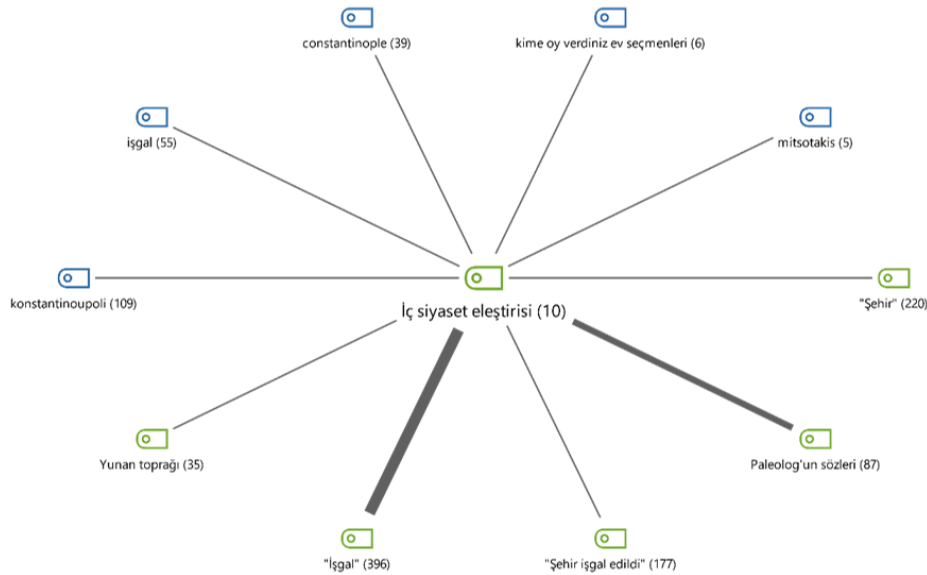 constantinople (39)
kime oy verdiniz ev seçmenleri (6)
işgal (55)
mitsotakis (5)
konstantinoupoli (109)
"Şehir" (220)
İç siyaset eleştirisi (10)
Yunan toprağı (35)
Paleolog'un sözleri (87)
"İşgal" (396)
"Şehir işgal edildi" (177)